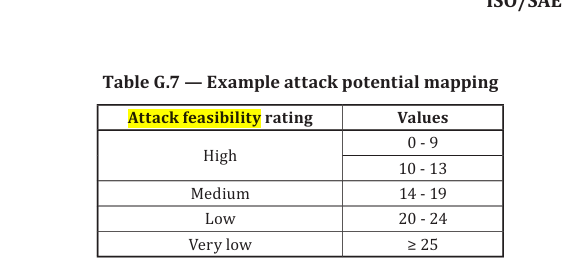 ISO/SAE
Table G.7 — Example attack potential mapping
Attack feasibility rating Values
High 0 - 9
10 - 13
Medium 14 - 19
Low 20 - 24
Very low ≥ 25